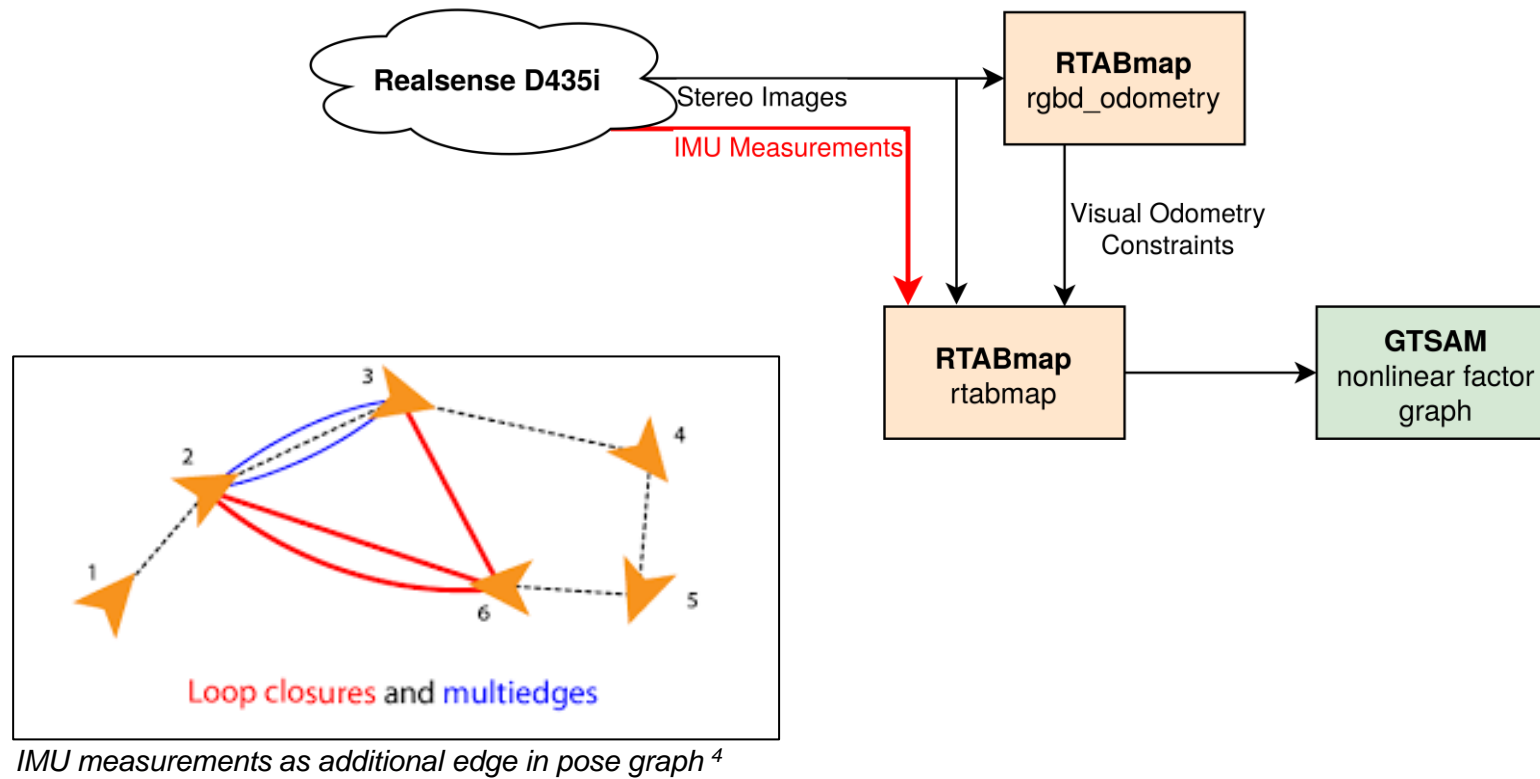 Realsense D435i
Stereo Images
IMU Measurements
RTABmap
rgbd_odometry
Visual Odometry
Constraints
RTABmap
rtabmap
GTSAM
nonlinear factor
graph
3
4
2
1
5
6
Loop closures and multiedges
IMU measurements as additional edge in pose graph 4